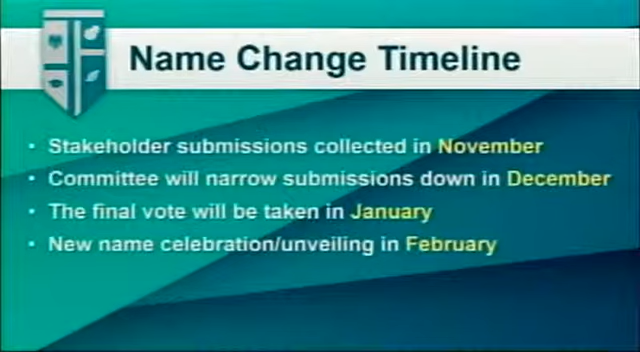 Name Change Timeline
• Stakeholder submissions collected in November
• Committee will narrow submissions down in December
• The final vote will be taken in January
• New name celebration/unveiling in February